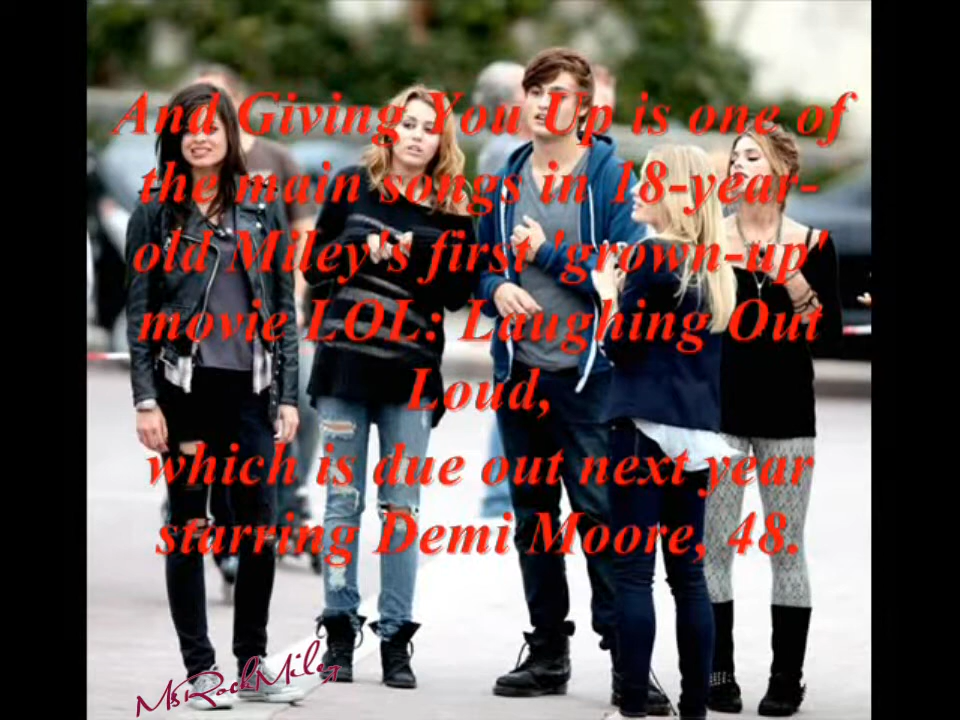 And Giving You Up is one of
the main songs in 18-year-
old Miley's first 'grown-up'
movie LOL: Laughing Out
Loud,
which is due out next year
starring Demi Moore, 48.
MsRockMiley